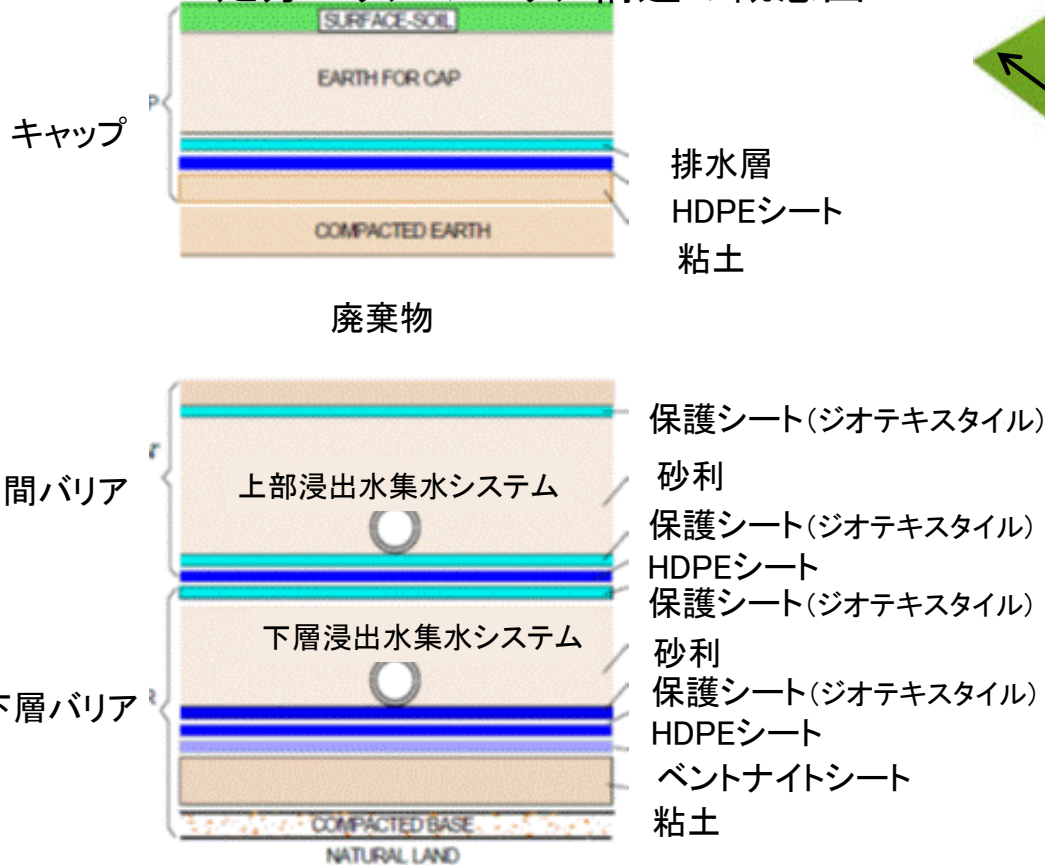 SURFACE-SOIL
EARTH FOR CAP
キャップ
排水層
HDPEシート
粘土
COMPACTED EARTH
廃棄物
保護シート(ジオテキスタイル)
間バリア
上部浸出水集水システム
砂利
保護シート(ジオテキスタイル)
HDPEシート
保護シート(ジオテキスタイル)
下層浸出水集水システム
砂利
下層バリア
保護シート(ジオテキスタイル)
HDPEシート
ベントナイトシート
粘土
COMPACTED BASE
NATURAL LAND